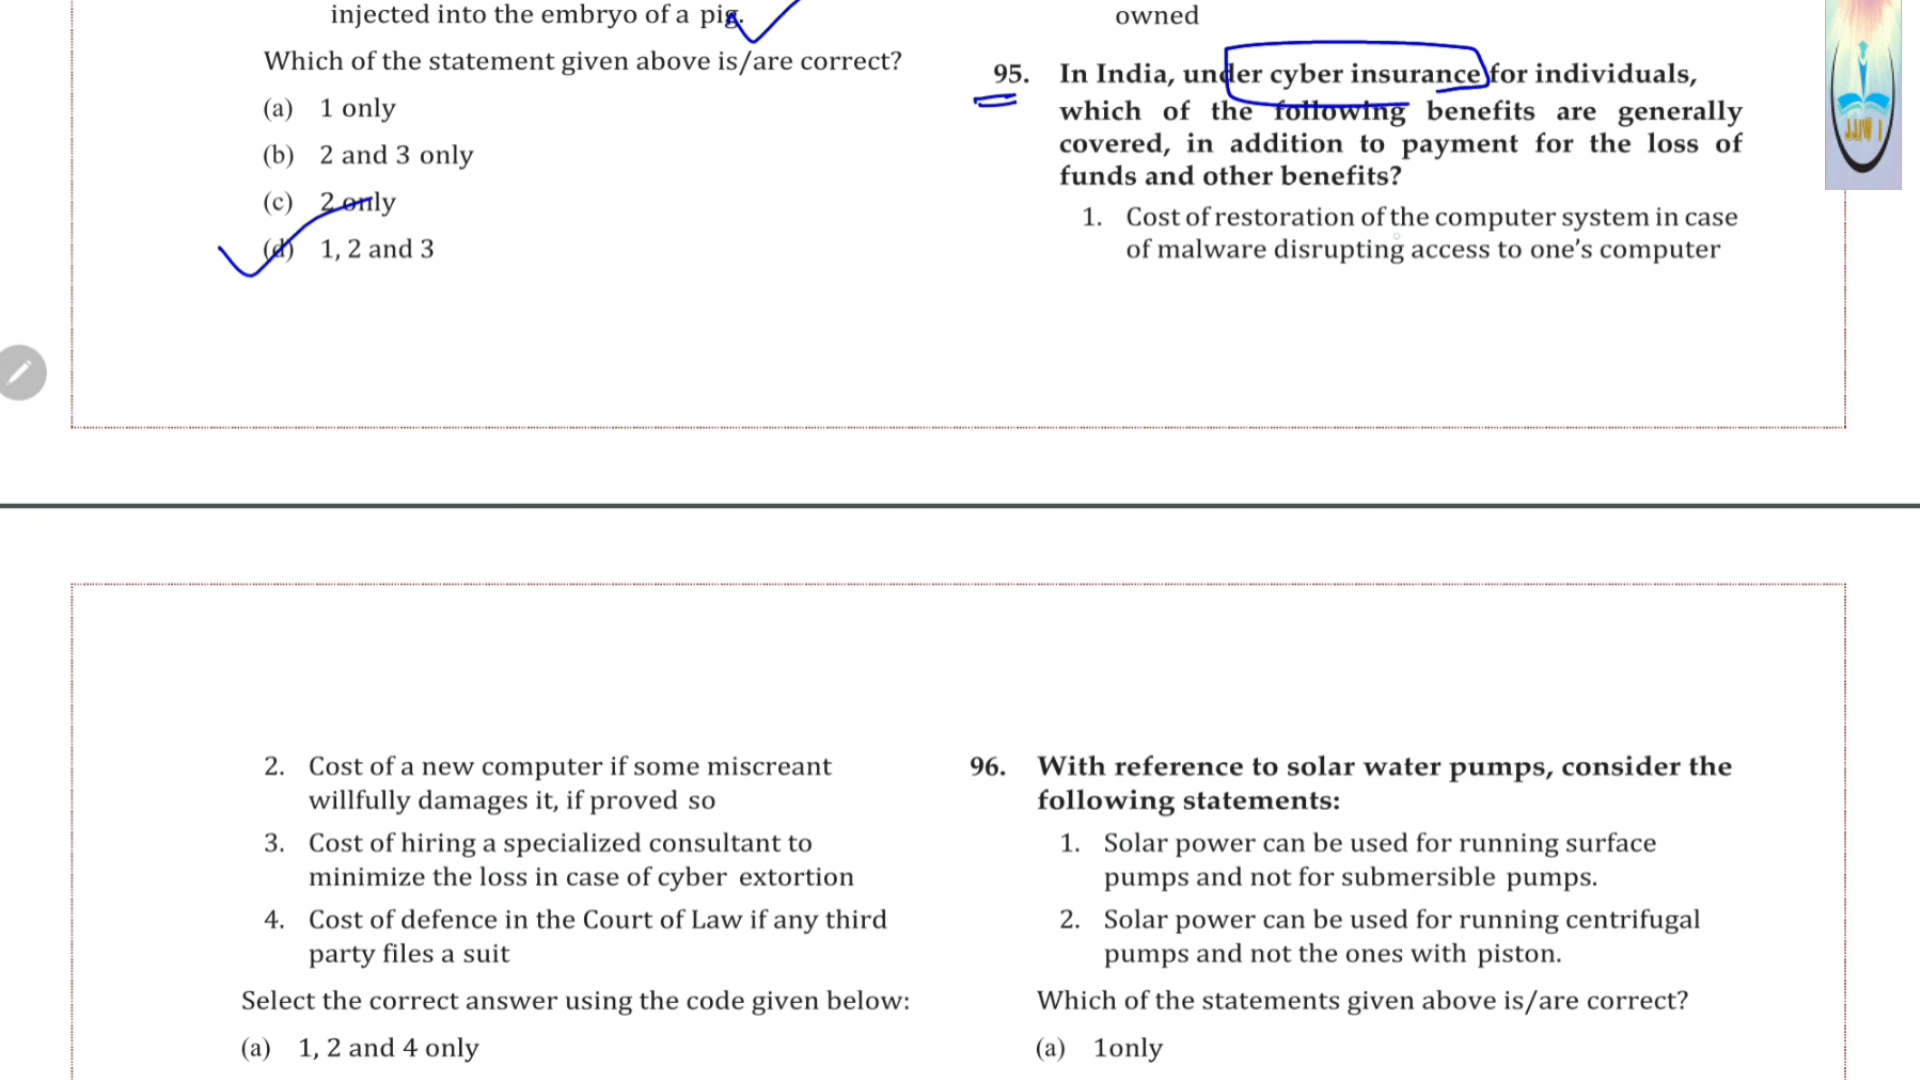 injected into the embryo of a pig.
Which of the statement given above is/are correct?
(a) 1 only
(b) 2 and 3 only
(c) 2 only
(d) 1, 2 and 3
owned
95. In India, under cyber insurance for individuals,
which of the following benefits are generally
covered, in addition to payment for the loss of
funds and other benefits?
1. Cost of restoration of the computer system in case
of malware disrupting access to one's computer
2. Cost of a new computer if some miscreant
willfully damages it, if proved so
3. Cost of hiring a specialized consultant to
minimize the loss in case of cyber extortion
4. Cost of defence in the Court of Law if any third
party files a suit
Select the correct answer using the code given below:
(a) 1, 2 and 4 only
96. With reference to solar water pumps, consider the
following statements:
1. Solar power can be used for running surface
pumps and not for submersible pumps.
2. Solar power can be used for running centrifugal
pumps and not the ones with piston.
Which of the statements given above is/are correct?
(a) 1only